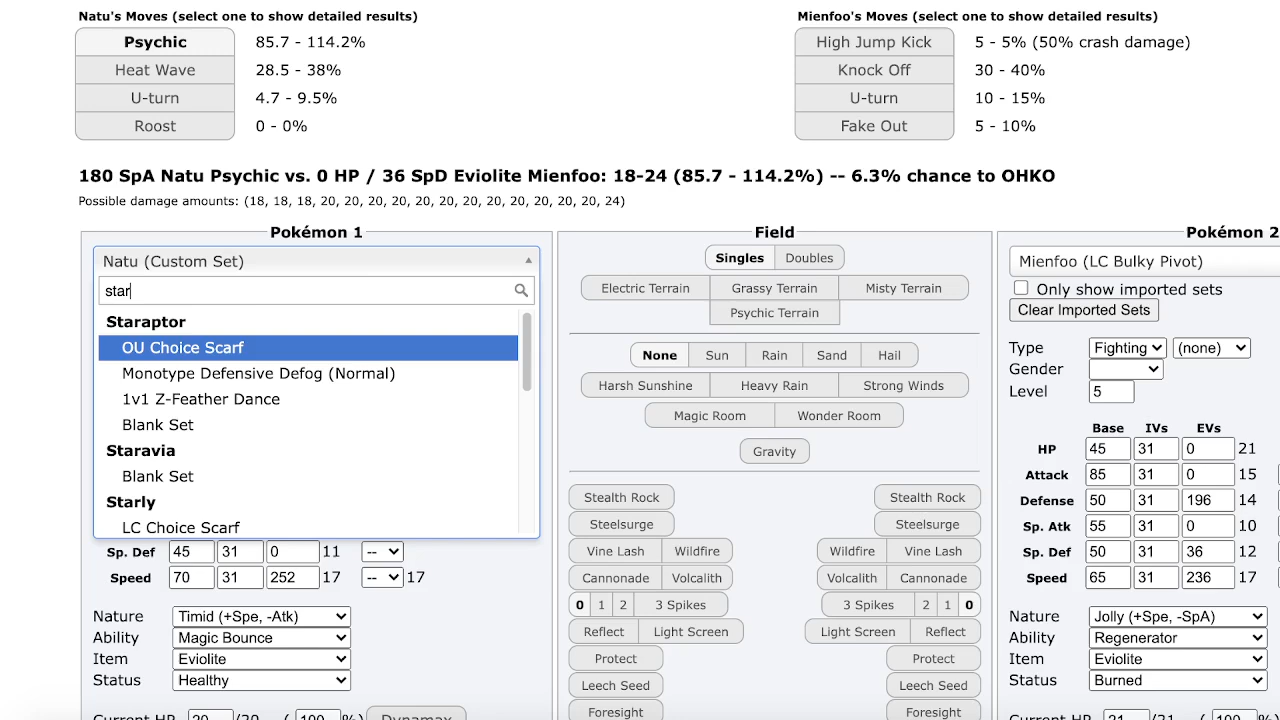 Natu's Moves (select one to show detailed results)
Psychic 85.7 - 114.2%
Heat Wave 28.5 - 38%
U-turn 4.7 - 9.5%
Roost 0 - 0%
Mienfoo's Moves (select one to show detailed results)
High Jump Kick 5 - 5% (50% crash damage)
Knock Off 30 - 40%
U-turn 10 - 15%
Fake Out 5 - 10%
180 SpA Natu Psychic vs. 0 HP / 36 SpD Eviolite Mienfoo: 18-24 (85.7 - 114.2%) -- 6.3% chance to OHKO
Possible damage amounts: (18, 18, 18, 20, 20, 20, 20, 20, 20, 20, 20, 20, 20, 20, 20, 24)
Pokémon 1
Natu (Custom Set)
star
Staraptor
OU Choice Scarf
Monotype Defensive Defog (Normal)
1v1 Z-Feather Dance
Blank Set
Staravia
Blank Set
Starly
LC Choice Scarf
Sp. Def 45 31 0 11 --
Speed 70 31 252 17 -- 17
Nature Timid (+Spe, -Atk)
Ability Magic Bounce
Item Eviolite
Status Healthy
Current HP 20 /20 ( 100 %) Dynamax
Field
Singles Doubles
Electric Terrain Grassy Terrain Misty Terrain
Psychic Terrain
None Sun Rain Sand Hail
Harsh Sunshine Heavy Rain Strong Winds
Magic Room Wonder Room
Gravity
Stealth Rock Stealth Rock
Steelsurge Steelsurge
Vine Lash Wildfire Wildfire Vine Lash
Cannonade Volcalith Volcalith Cannonade
0 1 2 3 Spikes 3 Spikes 2 1 0
Reflect Light Screen Light Screen Reflect
Protect Protect
Leech Seed Leech Seed
Foresight Foresight
Pokémon 2
Mienfoo (LC Bulky Pivot)
Only show imported sets
Clear Imported Sets
Type Fighting (none)
Gender
Level 5
Base IVs EVs
HP 45 31 0 21
Attack 85 31 0 15
Defense 50 31 196 14
Sp. Atk 55 31 0 10
Sp. Def 50 31 36 12
Speed 65 31 236 17
Nature Jolly (+Spe, -SpA)
Ability Regenerator
Item Eviolite
Status Burned
Current HP 21 /21 ( 100 %)